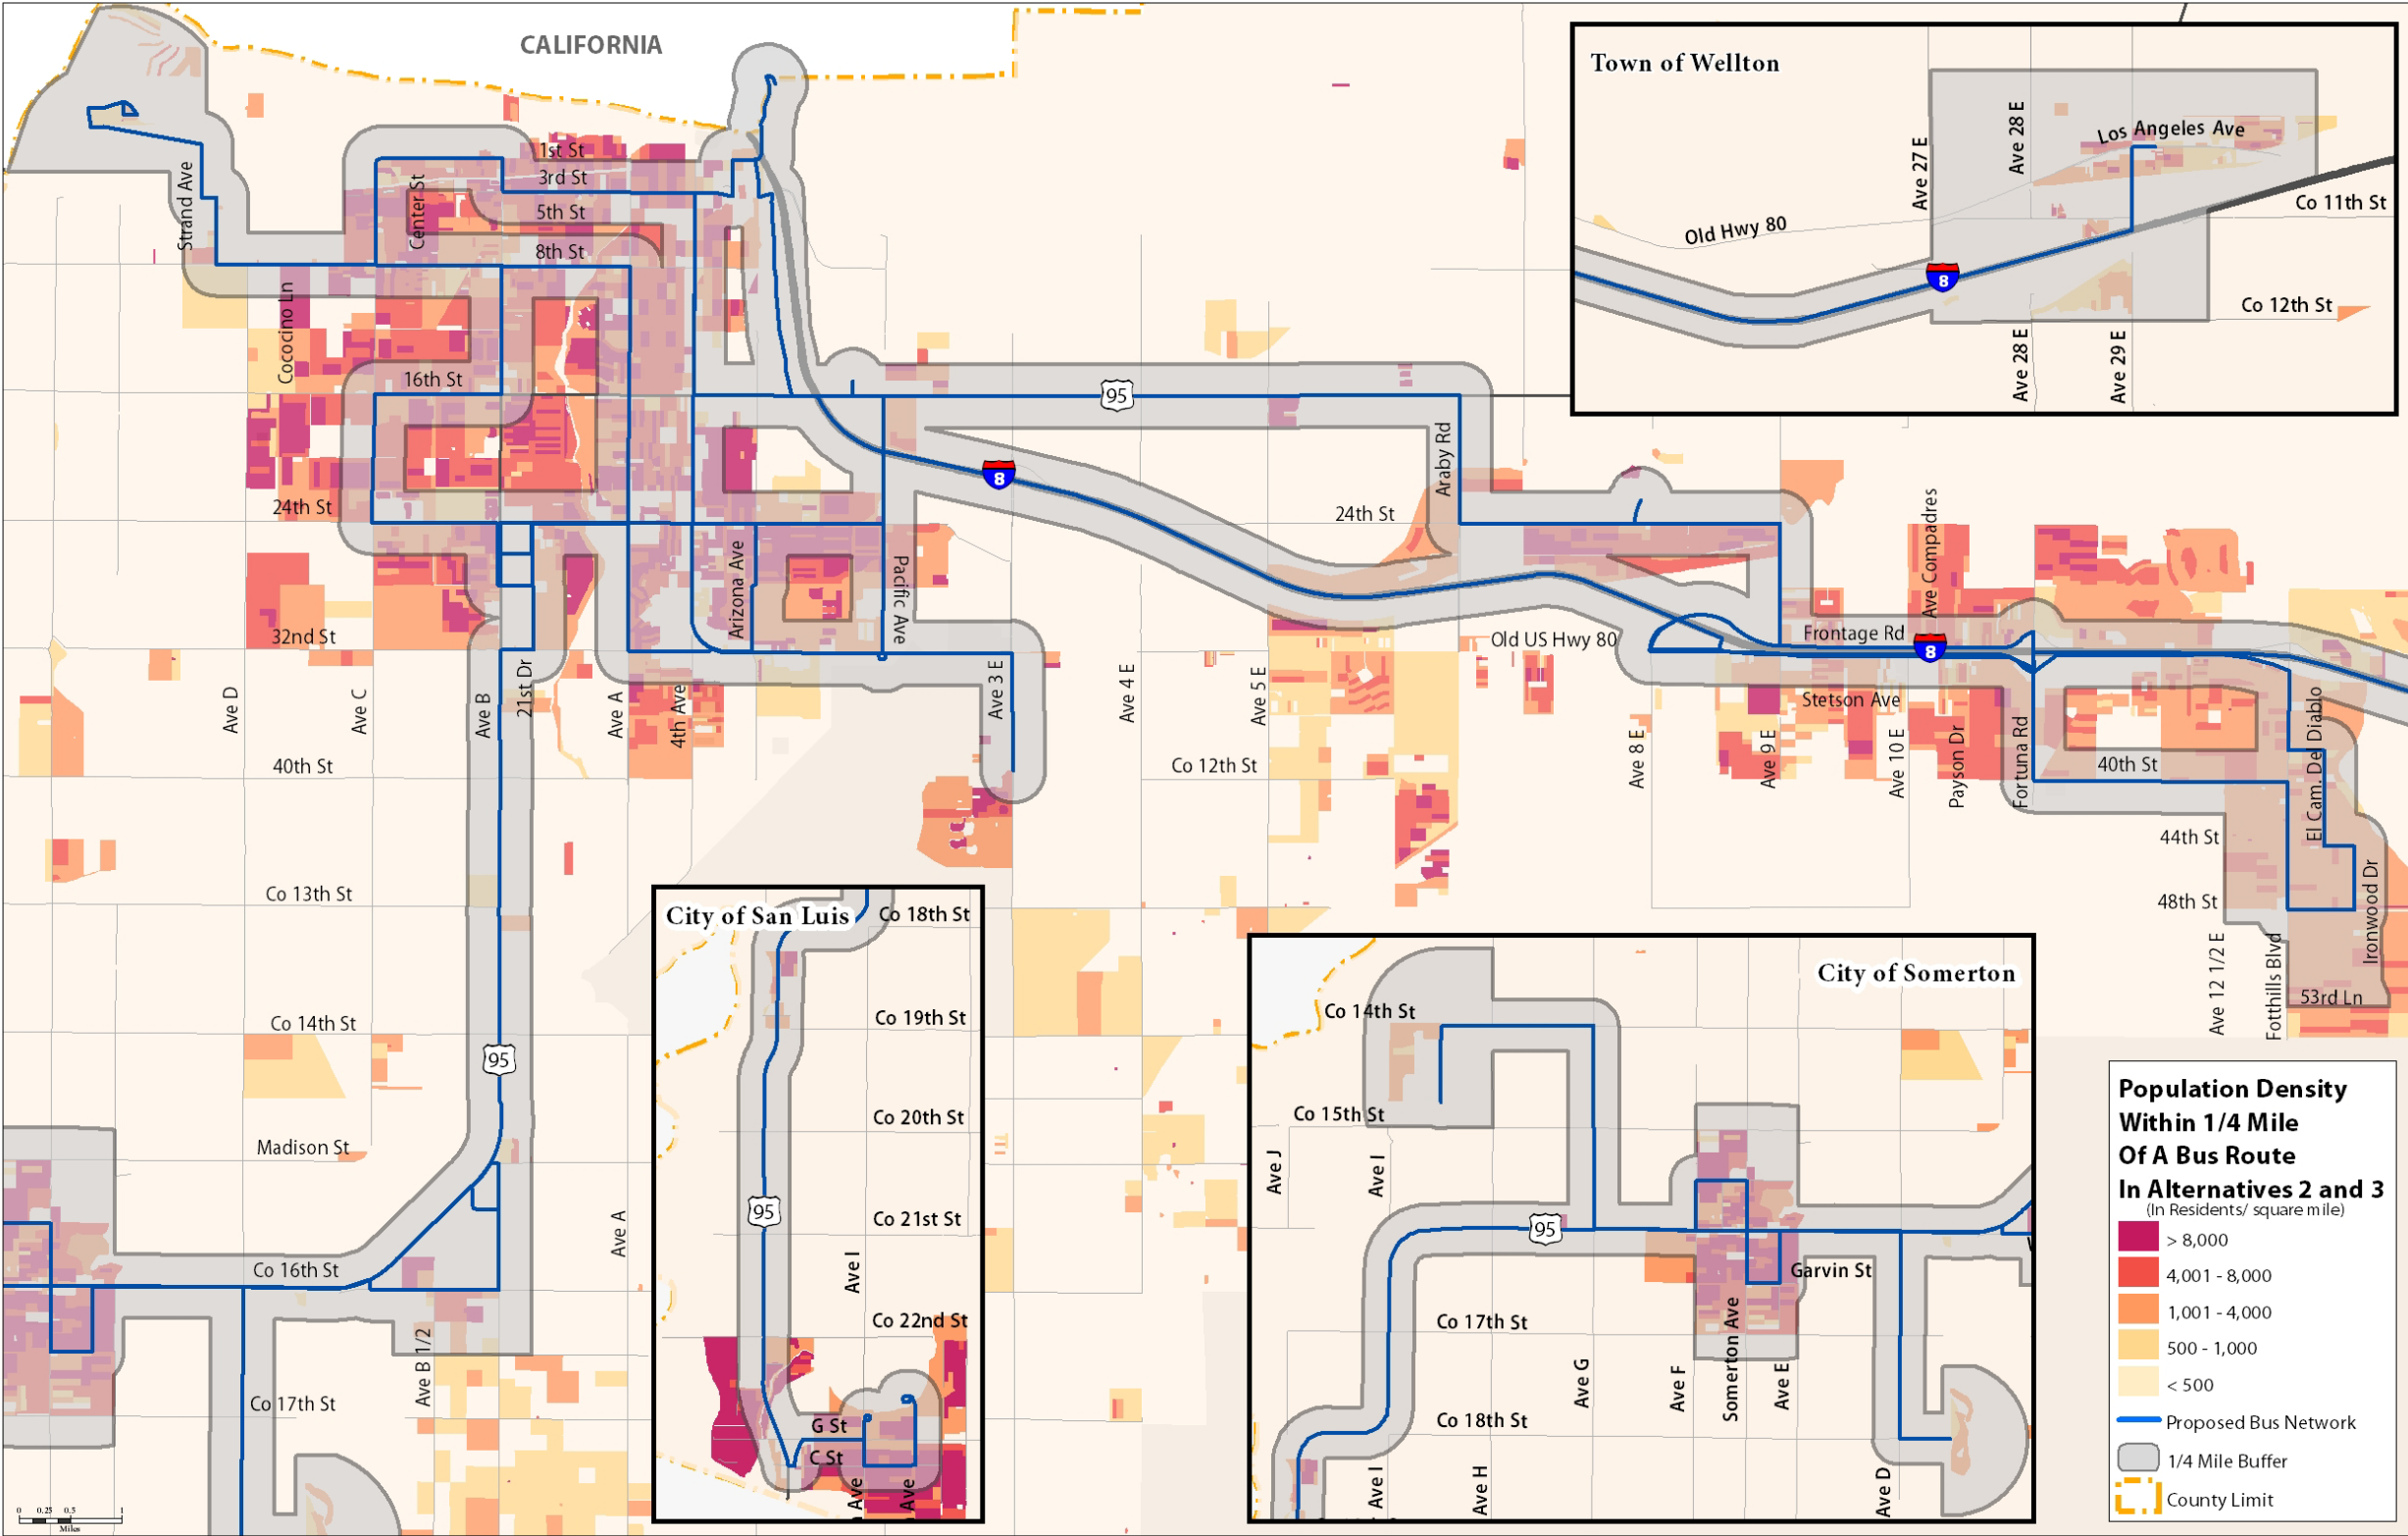 CALIFORNIA
Strand Ave
Center St
1st St
3rd St
5th St
8th St
Cococino Ln
16th St
24th St
32nd St
40th St
Co 13th St
Co 14th St
Madison St
Co 16th St
Co 17th St
Ave D
Ave C
Ave B
21st Dr
Ave A
4th Ave
Arizona Ave
Pacific Ave
Ave 3 E
Ave 4 E
Ave 5 E
95
8
Araby Rd
24th St
Old US Hwy 80
Co 12th St
Ave 8 E
Ave 9 E
Ave 10 E
Frontage Rd
8
Ave Compadres
Stetson Ave
Payson Dr
Fortuna Rd
40th St
El Cam. Del Diablo
44th St
48th St
Ironwood Dr
Ave 12 1/2 E
Fotthills Blvd
53rd Ln
95
Ave A
Ave B 1/2
Town of Wellton
Ave 27 E
Ave 28 E
Los Angeles Ave
Old Hwy 80
Co 11th St
8
Co 12th St
Ave 28 E
Ave 29 E
City of San Luis
Co 18th St
Co 19th St
Co 20th St
95
Co 21st St
Ave I
Co 22nd St
G St
C St
Ave
Ave
City of Somerton
Co 14th St
Co 15th St
Ave J
Ave I
95
Garvin St
Co 17th St
Ave G
Ave F
Somerton Ave
Ave E
Co 18th St
Ave I
Ave H
Ave D
Population Density
Within 1/4 Mile
Of A Bus Route
In Alternatives 2 and 3
(In Residents/ square mile)
> 8,000
4,001 - 8,000
1,001 - 4,000
500 - 1,000
< 500
Proposed Bus Network
1/4 Mile Buffer
County Limit
0 0.25 0.5 1
Miles